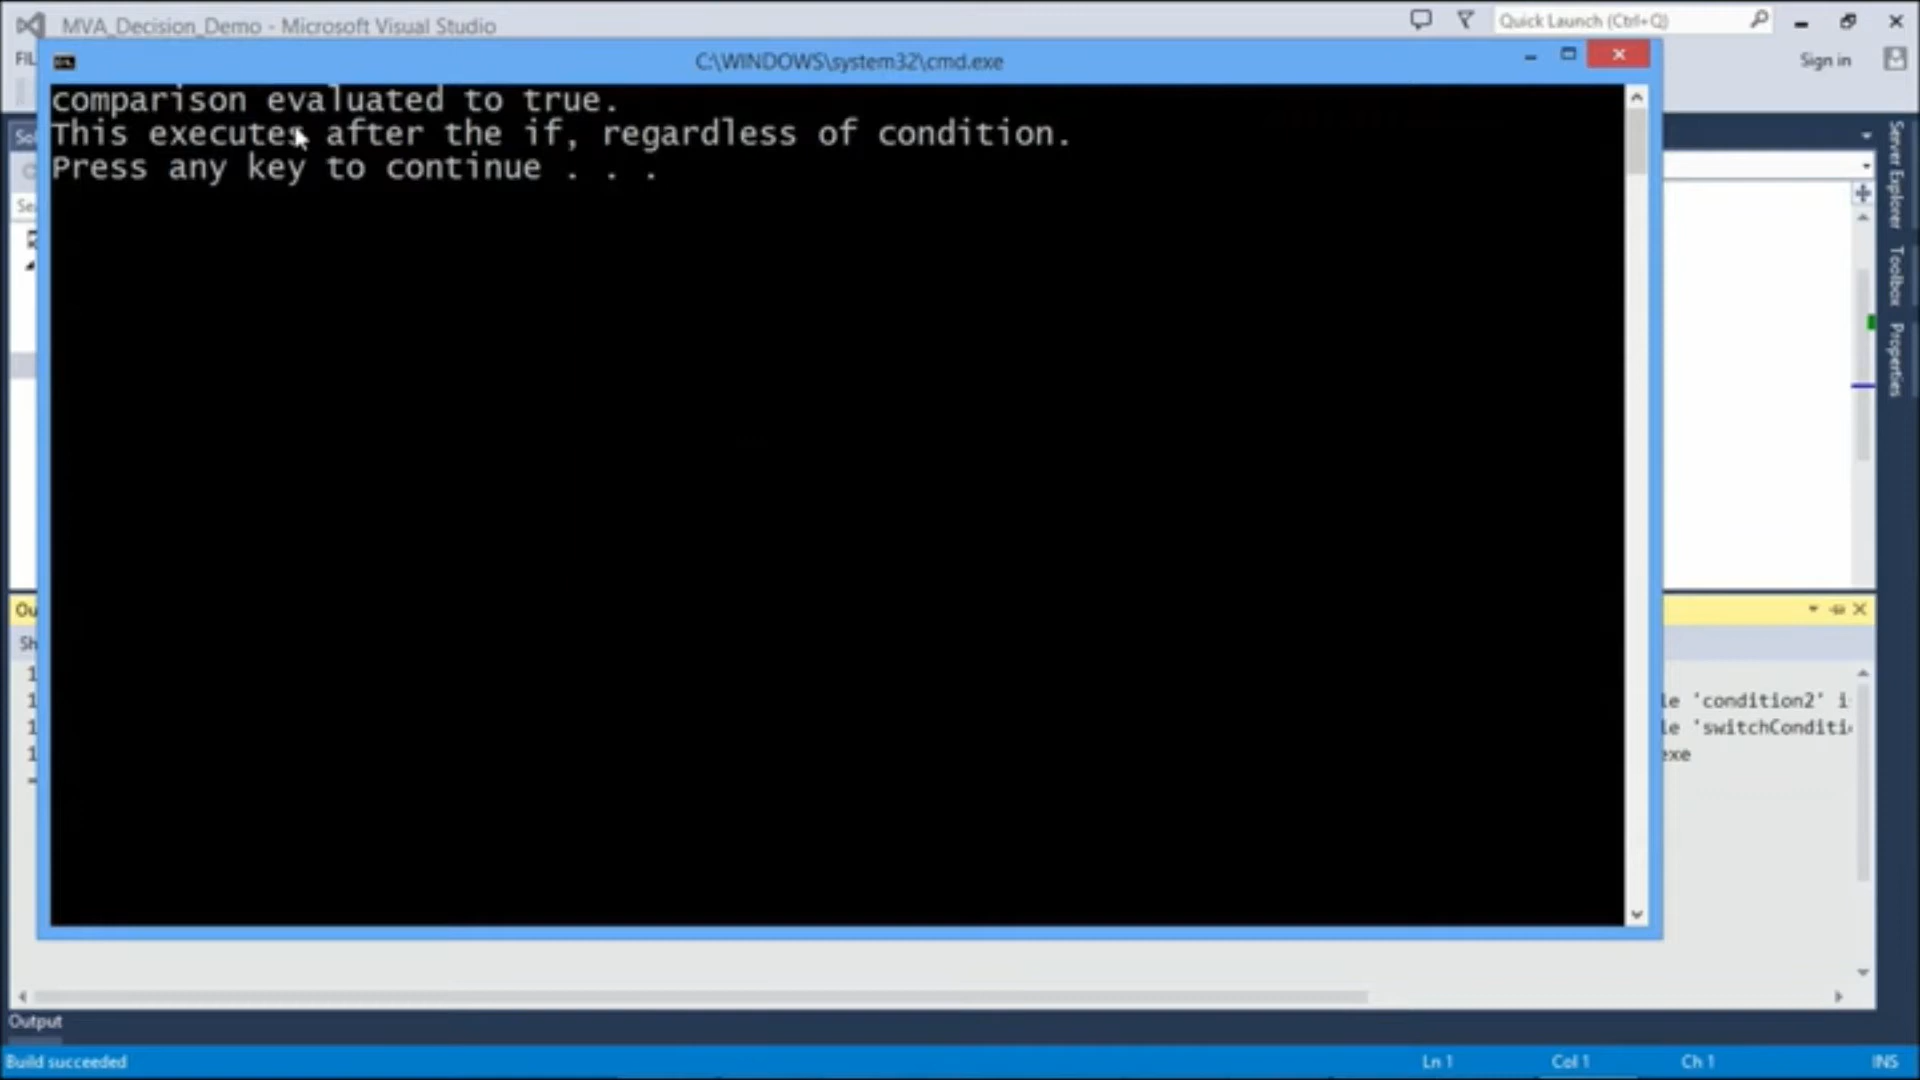 MVA_Decision_Demo - Microsoft Visual Studio
Quick Launch (Ctrl+Q)
Sign in
C:\WINDOWS\system32\cmd.exe
comparison evaluated to true.
This executes after the if, regardless of condition.
Press any key to continue . . .
Server Explorer
Toolbox
Properties
'condition2'
Output
Build succeeded
Ln 1
Col 1
Ch 1
INS